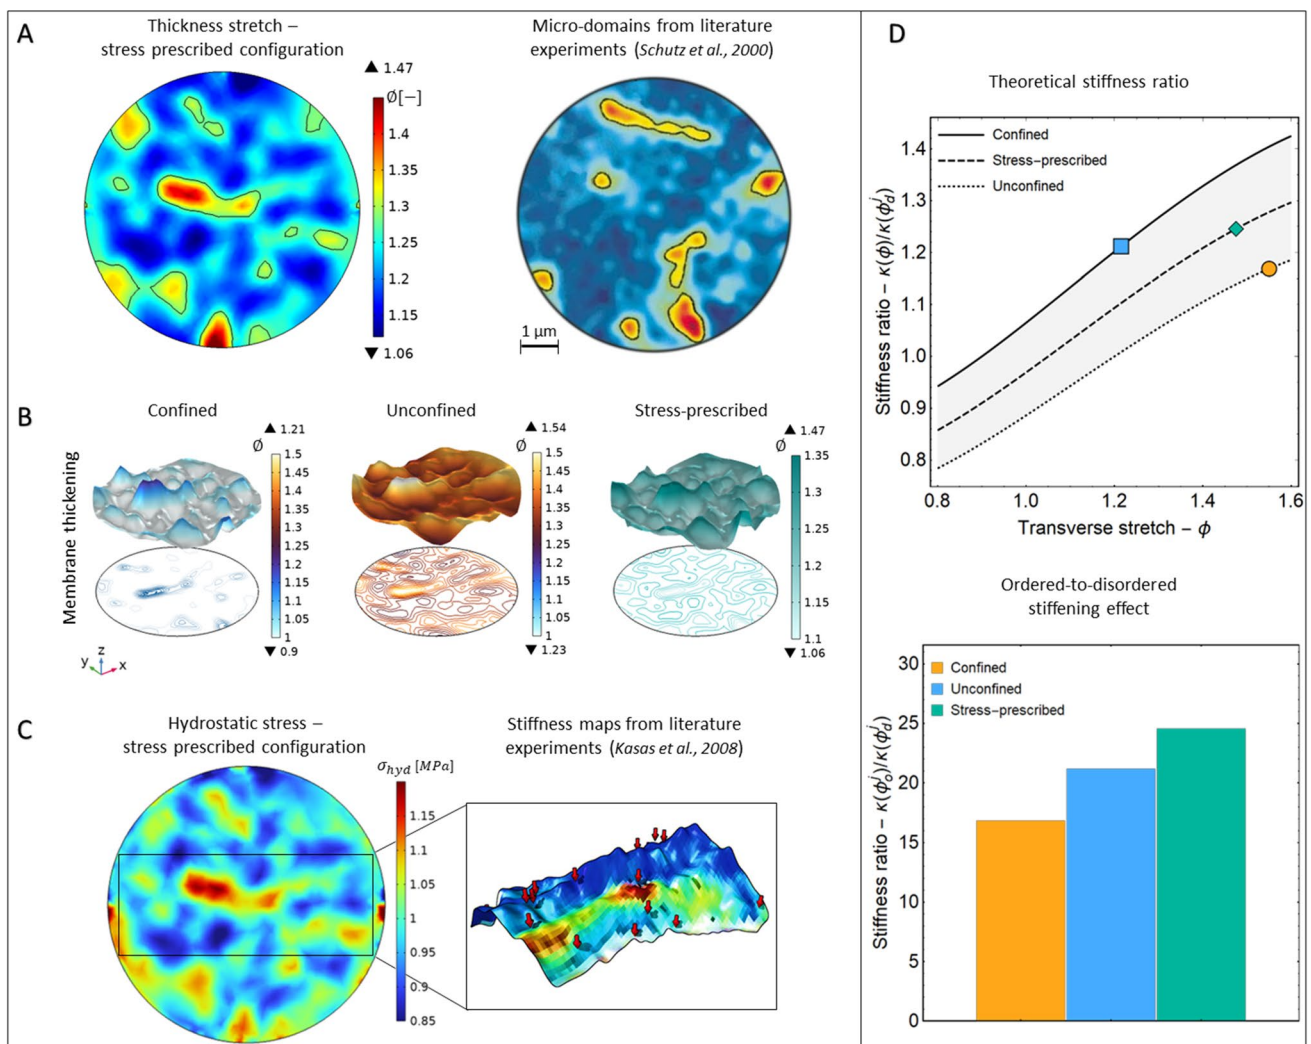 A
Thickness stretch –
stress prescribed configuration
▲ 1.47
Ø[−]
1.4
1.35
1.3
1.25
1.2
1.15
▼ 1.06
Micro-domains from literature
experiments (Schutz et al., 2000)
1 µm
B
Membrane thickening
Confined
▲ 1.21
Ø
1.5
1.45
1.4
1.35
1.3
1.25
1.2
1.15
1.1
1.05
1
▼ 0.9
Unconfined
▲ 1.54
Ø
1.5
1.45
1.4
1.35
1.3
1.25
1.2
1.15
1.1
1.05
1
▼ 1.23
Stress-prescribed
▲ 1.47
Ø
1.35
1.3
1.25
1.2
1.15
1.1
▼ 1.06
z
y
x
C
Hydrostatic stress –
stress prescribed configuration
σhyd [MPa]
1.15
1.1
1.05
1
0.95
0.9
0.85
Stiffness maps from literature
experiments (Kasas et al., 2008)
D
Theoretical stiffness ratio
Confined
Stress−prescribed
Unconfined
Stiffness ratio − κ(ϕ)/κ(ϕ_d^j)
1.4
1.3
1.2
1.1
1.0
0.9
0.8
0.8 1.0 1.2 1.4 1.6
Transverse stretch − ϕ
Ordered-to-disordered
stiffening effect
Confined
Unconfined
Stress−prescribed
Stiffness ratio − κ(ϕ_o^j)/κ(ϕ_d^j)
30
25
20
15
10
5
0